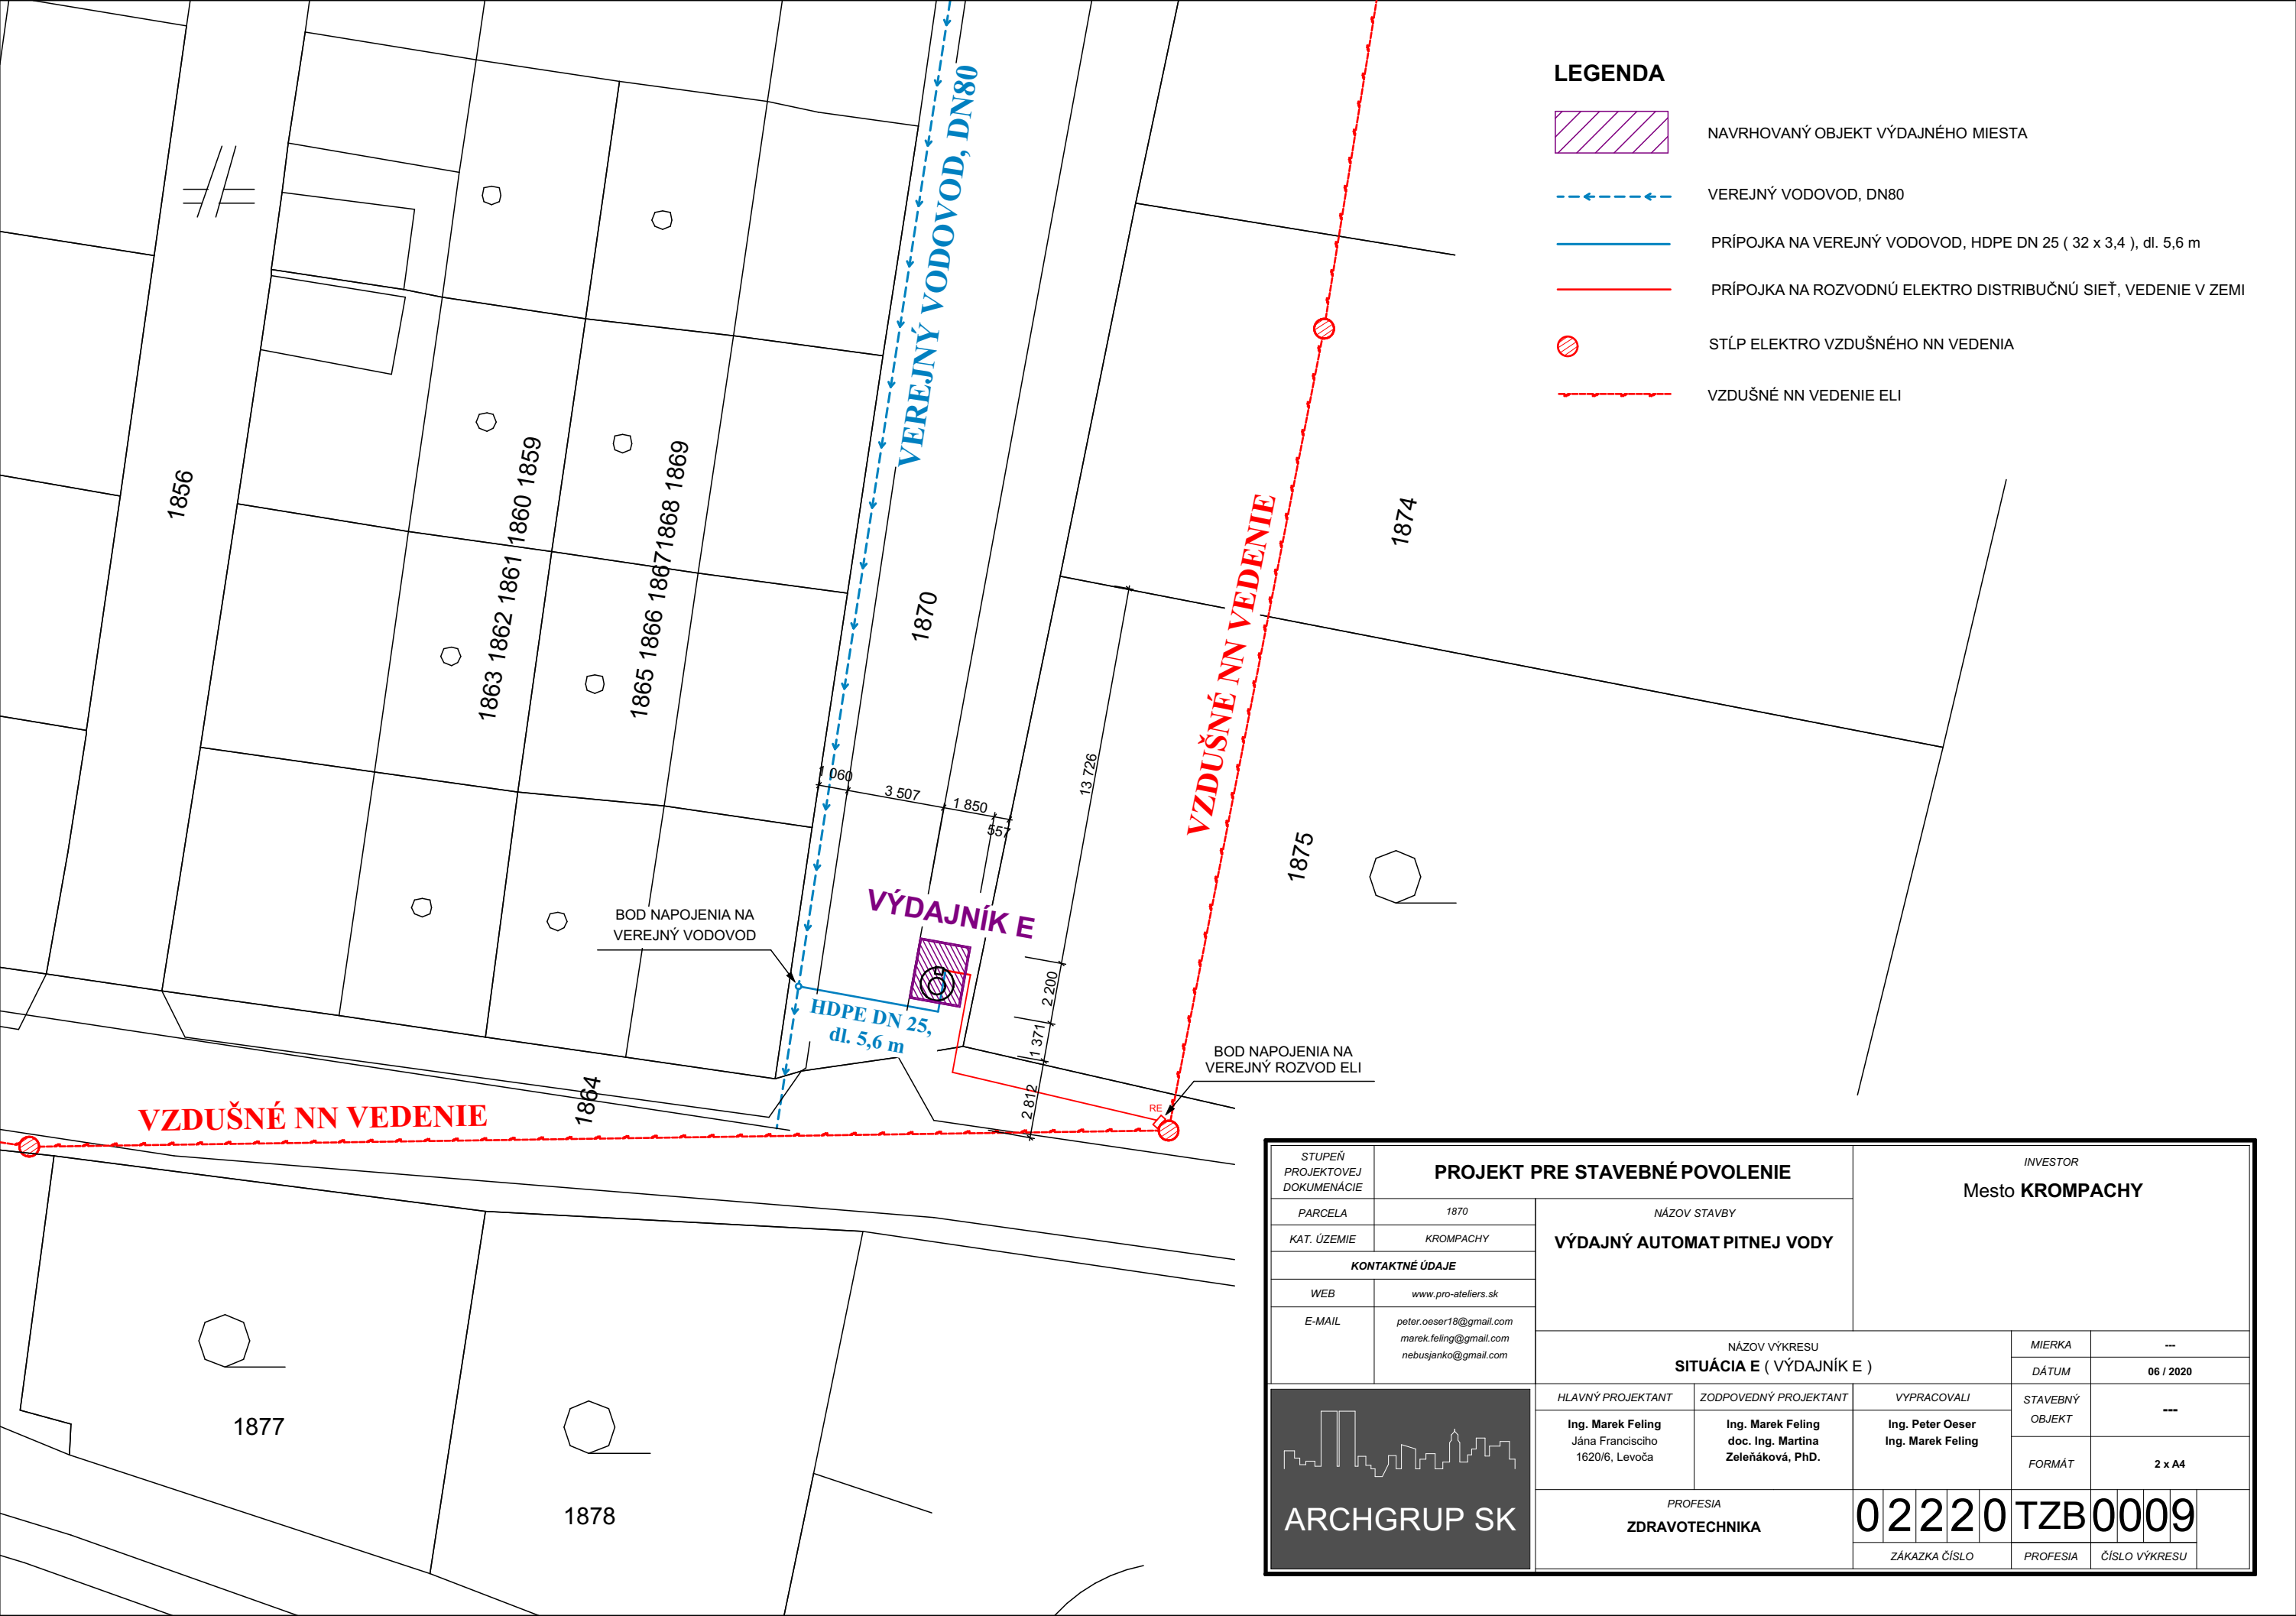 LEGENDA
NAVRHOVANÝ OBJEKT VÝDAJNÉHO MIESTA
VEREJNÝ VODOVOD, DN80
PRÍPOJKA NA VEREJNÝ VODOVOD, HDPE DN 25 ( 32 x 3,4 ), dl. 5,6 m
PRÍPOJKA NA ROZVODNÚ ELEKTRO DISTRIBUČNÚ SIEŤ, VEDENIE V ZEMI
STĹP ELEKTRO VZDUŠNÉHO NN VEDENIA
VZDUŠNÉ NN VEDENIE ELI
VEREJNÝ VODOVOD, DN80
1856
1863 1862 1861 1860 1859
1865 1866 1867 1868 1869
1870
1874
VZDUŠNÉ NN VEDENIE
1875
13 726
1 060
3 507
1 850
557
VÝDAJNÍK E
BOD NAPOJENIA NA
VEREJNÝ VODOVOD
HDPE DN 25,
dl. 5,6 m
2 200
1 371
2 812
BOD NAPOJENIA NA
VEREJNÝ ROZVOD ELI
RE
1864
VZDUŠNÉ NN VEDENIE
1877
1878
STUPEŇ
PROJEKTOVEJ
DOKUMENÁCIE
PROJEKT PRE STAVEBNÉ POVOLENIE
INVESTOR
Mesto KROMPACHY
PARCELA
1870
KAT. ÚZEMIE
KROMPACHY
NÁZOV STAVBY
VÝDAJNÝ AUTOMAT PITNEJ VODY
KONTAKTNÉ ÚDAJE
WEB
www.pro-ateliers.sk
E-MAIL
peter.oeser18@gmail.com
marek.feling@gmail.com
nebusjanko@gmail.com
NÁZOV VÝKRESU
SITUÁCIA E ( VÝDAJNÍK E )
MIERKA
---
DÁTUM
06 / 2020
HLAVNÝ PROJEKTANT
Ing. Marek Feling
Jána Francisciho
1620/6, Levoča
ZODPOVEDNÝ PROJEKTANT
Ing. Marek Feling
doc. Ing. Martina
Zeleňáková, PhD.
VYPRACOVALI
Ing. Peter Oeser
Ing. Marek Feling
STAVEBNÝ
OBJEKT
---
FORMÁT
2 x A4
ARCHGRUP SK
PROFESIA
ZDRAVOTECHNIKA
02220 TZB 0009
ZÁKAZKA ČÍSLO
PROFESIA
ČÍSLO VÝKRESU